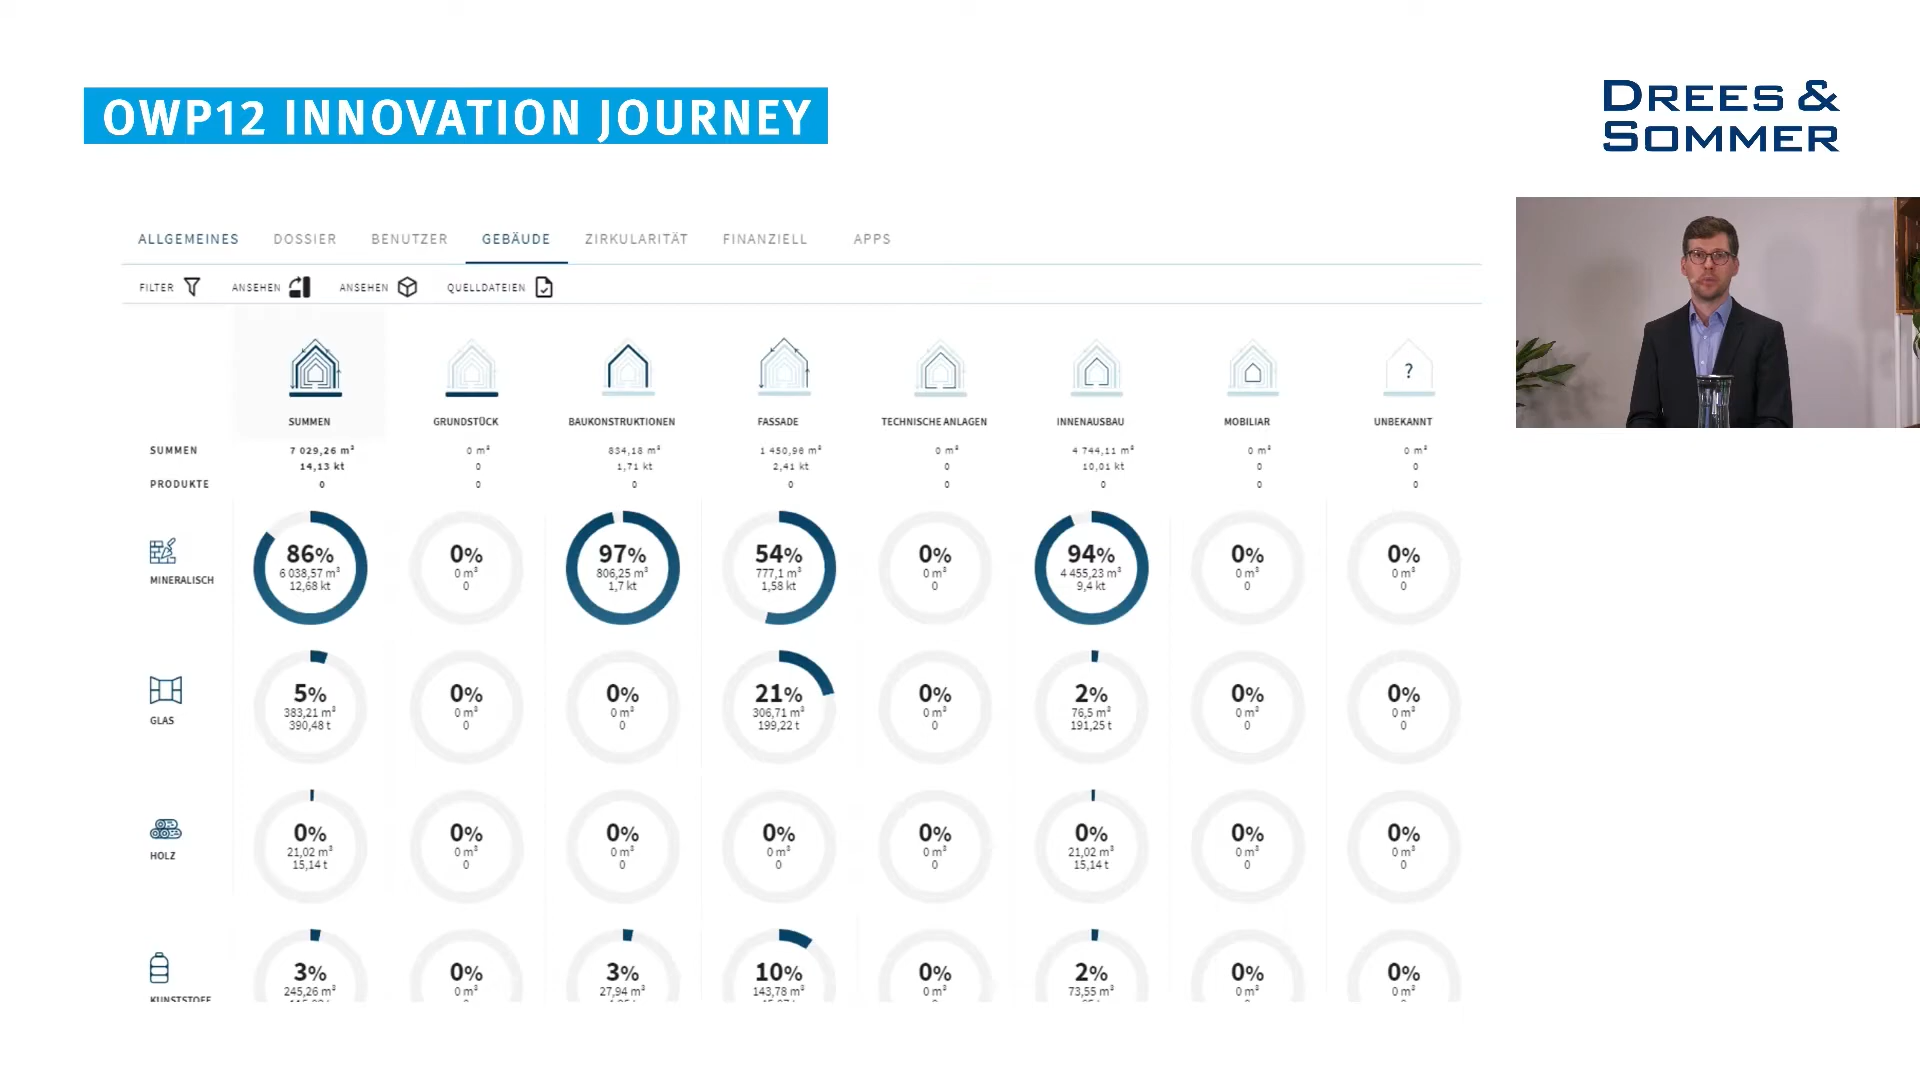 OWP12 INNOVATION JOURNEY
DREES &
SOMMER
ALLGEMEINES DOSSIER BENUTZER GEBÄUDE ZIRKULARITÄT FINANZIELL APPS
FILTER ANSEHEN ANSEHEN QUELLDATEIEN
?
SUMMEN GRUNDSTÜCK BAUKONSTRUKTIONEN FASSADE TECHNISCHE ANLAGEN INNENAUSBAU MOBILIAR UNBEKANNT
SUMMEN 7 029,26 m³ 0 m³ 834,18 m³ 1 450,96 m³ 0 m³ 4 744,11 m³ 0 m³ 0 m³
14,13 kt 0 1,71 kt 2,41 kt 0 10,01 kt 0 0
PRODUKTE 0 0 0 0 0 0 0 0
86% 0% 97% 54% 0% 94% 0% 0%
6 038,57 m³ 0 m³ 806,25 m³ 777,1 m³ 0 m³ 4 455,23 m³ 0 m³ 0 m³
12,68 kt 0 1,7 kt 1,58 kt 0 9,4 kt 0 0
MINERALISCH
5% 0% 0% 21% 0% 2% 0% 0%
383,21 m³ 0 m³ 0 m³ 306,71 m³ 0 m³ 76,5 m³ 0 m³ 0 m³
390,48 t 0 0 199,22 t 0 191,25 t 0 0
GLAS
0% 0% 0% 0% 0% 0% 0% 0%
21,02 m³ 0 m³ 0 m³ 0 m³ 0 m³ 21,02 m³ 0 m³ 0 m³
15,14 t 0 0 0 0 15,14 t 0 0
HOLZ
3% 0% 3% 10% 0% 2% 0% 0%
245,26 m³ 0 m³ 27,94 m³ 143,78 m³ 0 m³ 73,55 m³ 0 m³ 0 m³
KUNSTSTOFF